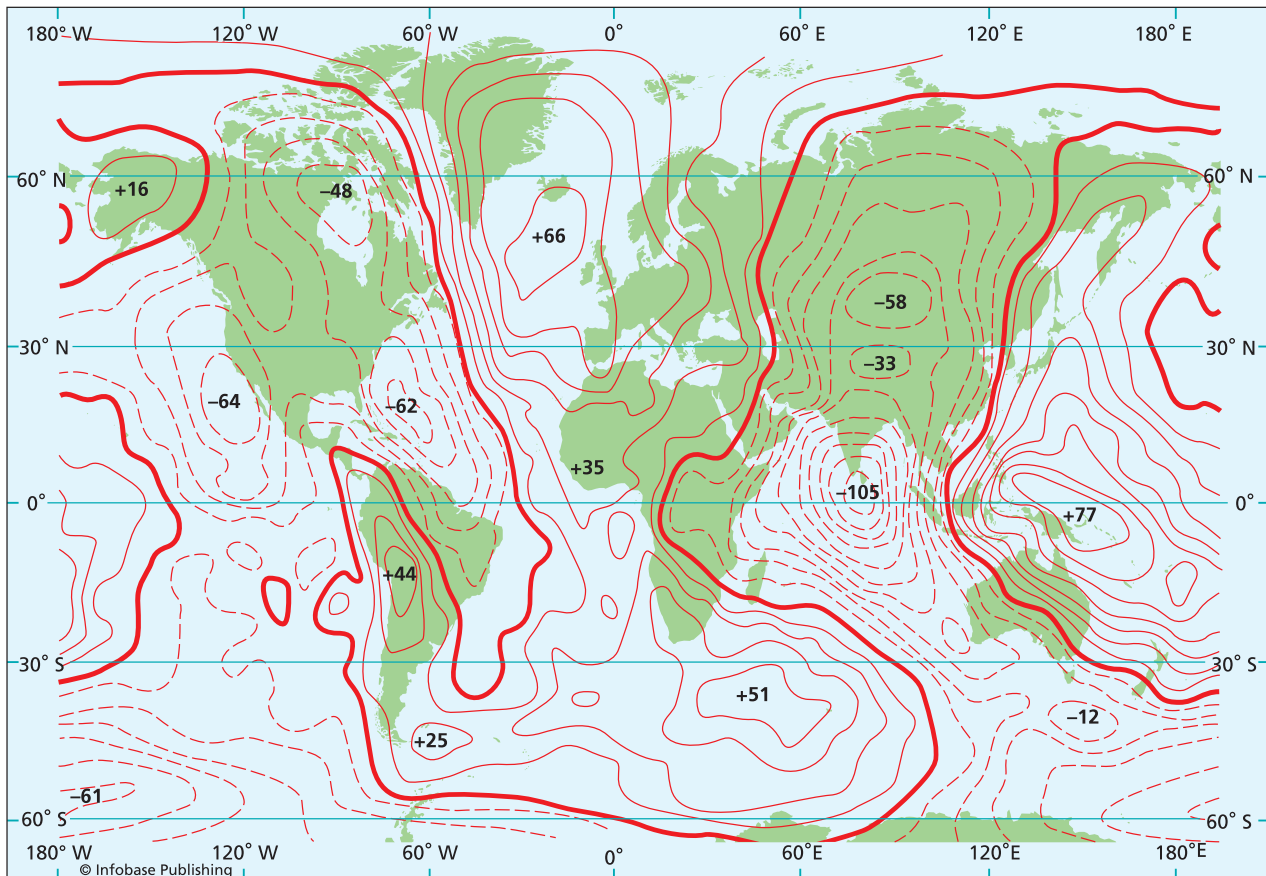 180° W 120° W 60° W 0° 60° E 120° E 180° E
60° N +16 –48 60° N
+66
–58
30° N –33 30° N
–64 –62
+35
0° –105 0°
+77
+44
30° S 30° S
+51
–12
+25
–61
60° S 60° S
180° W 120° W 60° W 0° 60° E 120° E 180°E
© Infobase Publishing